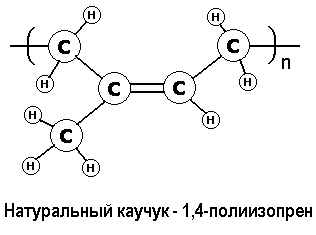 H H
C C
H H H
n
C C
H
C H
H H
Натуральный каучук - 1,4-полиизопрен